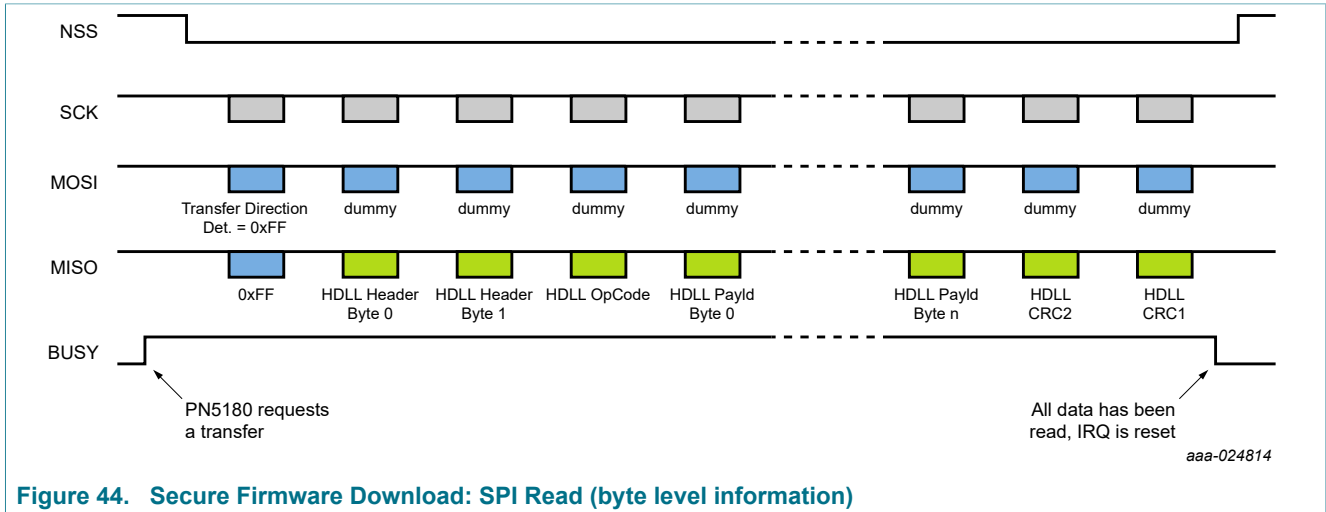 NSS
SCK
MOSI
Transfer Direction
Det. = 0xFF
dummy
dummy
dummy
dummy
dummy
dummy
dummy
MISO
0xFF
HDLL Header
Byte 0
HDLL Header
Byte 1
HDLL OpCode
HDLL Payld
Byte 0
HDLL Payld
Byte n
HDLL
CRC2
HDLL
CRC1
BUSY
PN5180 requests
a transfer
All data has been
read, IRQ is reset
aaa-024814
Figure 44. Secure Firmware Download: SPI Read (byte level information)